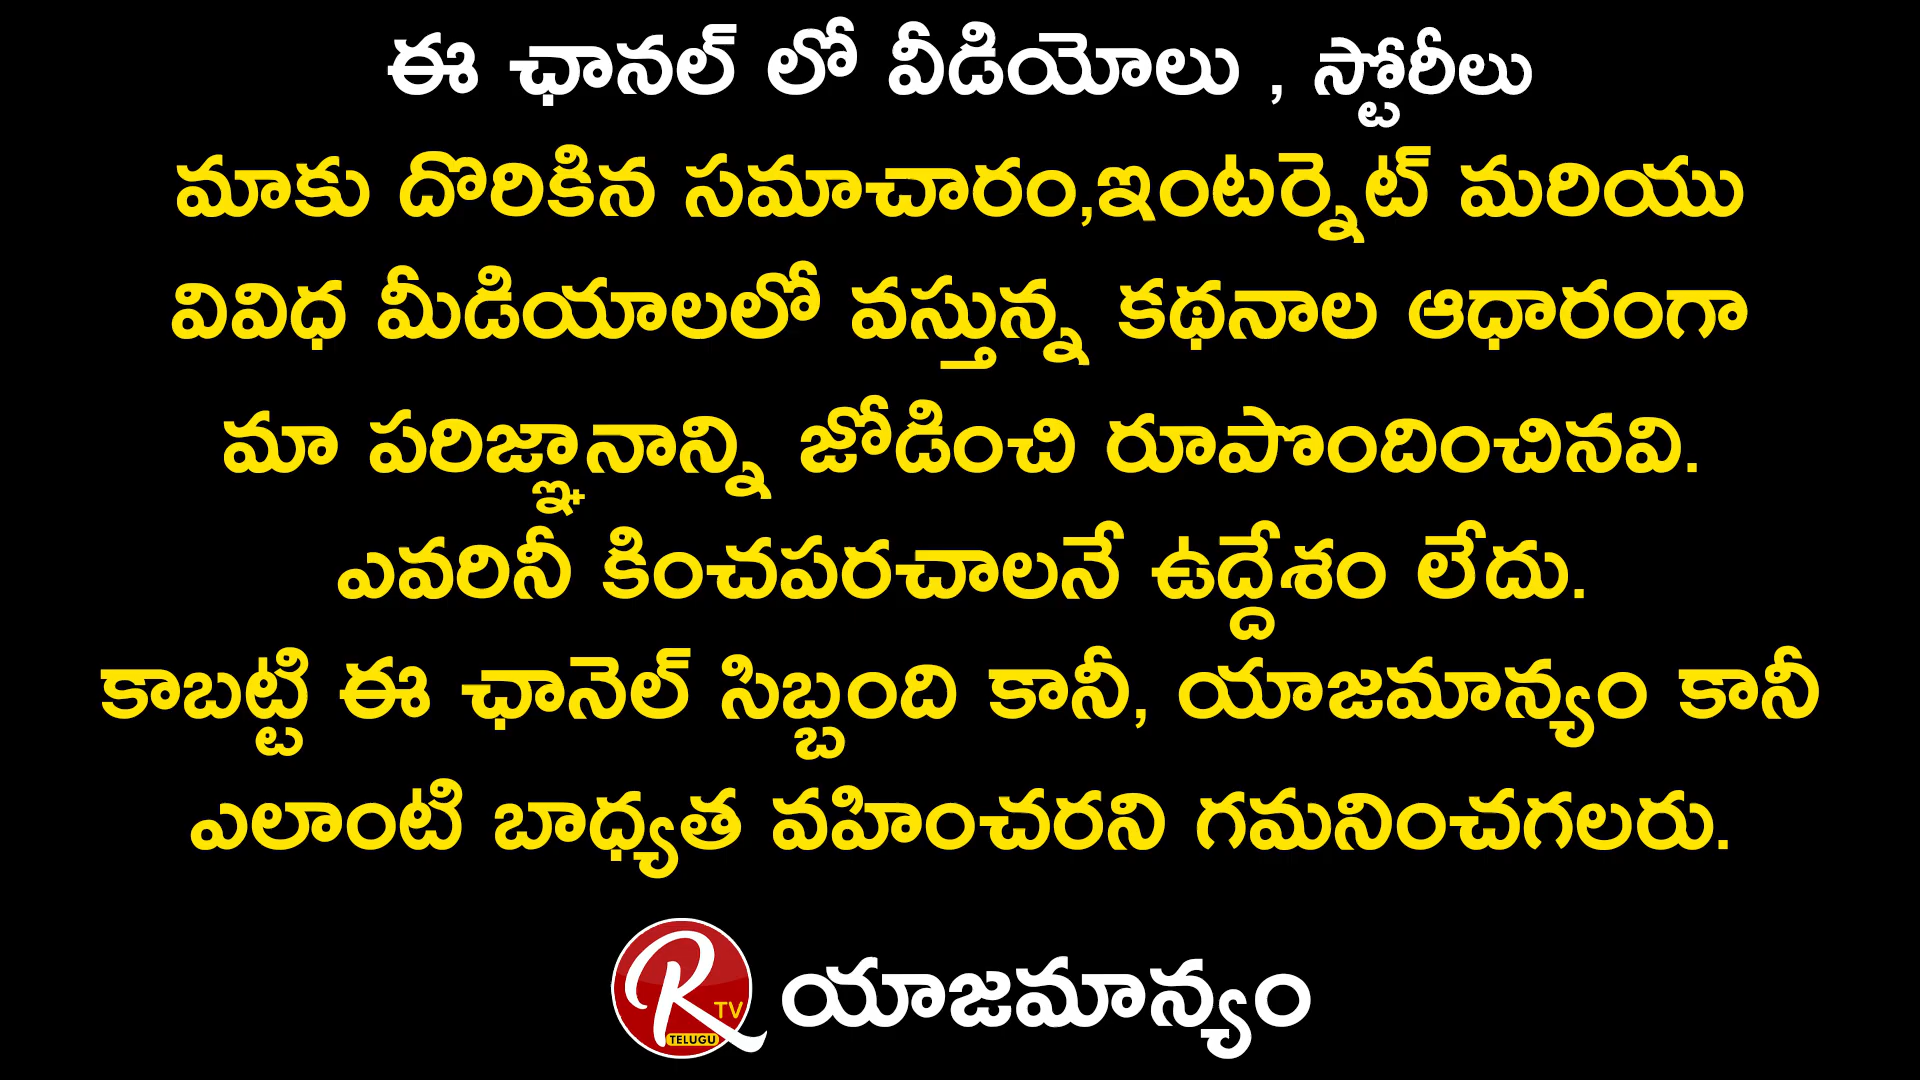 ఈ ఛానల్ లో వీడియోలు , స్టోరీలు
మాకు దొరికిన సమాచారం,ఇంటర్నెట్ మరియు
వివిధ మీడియాలలో వస్తున్న కథనాల ఆధారంగా
మా పరిజ్ఞానాన్ని జోడించి రూపొందించినవి.
ఎవరినీ కించపరచాలనే ఉద్దేశం లేదు.
కాబట్టి ఈ ఛానెల్ సిబ్బంది కానీ, యాజమాన్యం కానీ
ఎలాంటి బాధ్యత వహించరని గమనించగలరు.
R TV TELUGU యాజమాన్యం